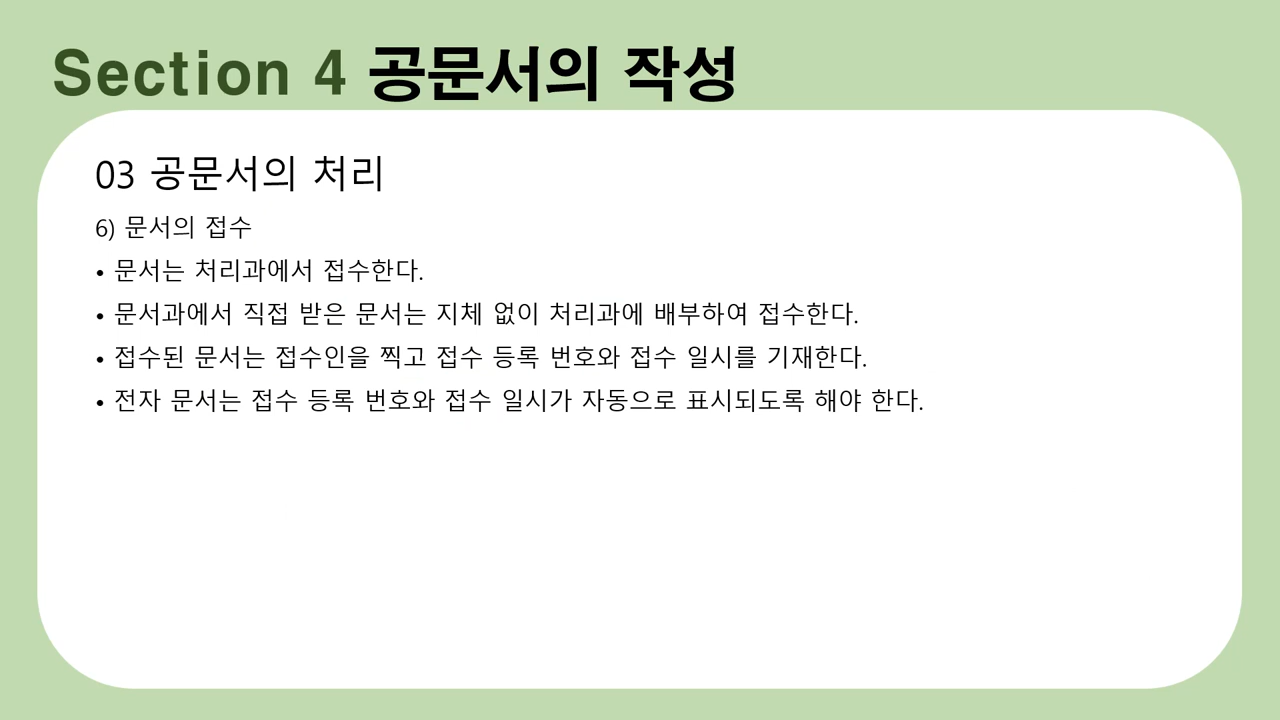 Section 4 공문서의 작성
03 공문서의 처리
6) 문서의 접수
• 문서는 처리과에서 접수한다.
• 문서과에서 직접 받은 문서는 지체 없이 처리과에 배부하여 접수한다.
• 접수된 문서는 접수인을 찍고 접수 등록 번호와 접수 일시를 기재한다.
• 전자 문서는 접수 등록 번호와 접수 일시가 자동으로 표시되도록 해야 한다.